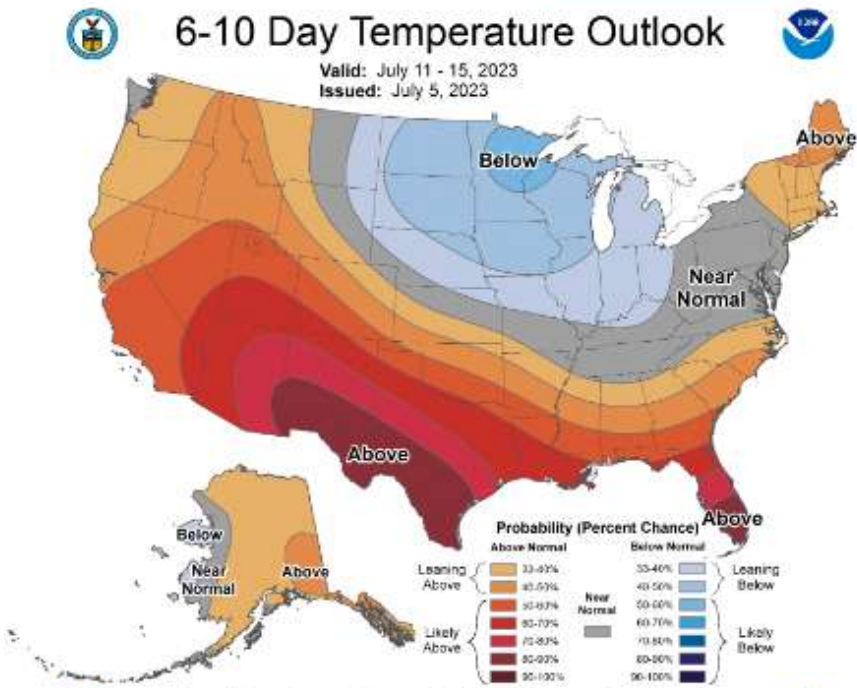 6-10 Day Temperature Outlook
Valid: July 11 - 15, 2023
Issued: July 5, 2023
Above
Below
Near
Normal
Above
Above
Below
Near
Normal
Above
Probability (Percent Chance)
Above Normal
Below Normal
Leaning
Above
33-40%
40-50%
Likely
Above
50-60%
60-70%
70-80%
80-90%
90-100%
Near
Normal
33-40%
40-50%
Leaning
Below
50-60%
60-70%
70-80%
80-90%
90-100%
Likely
Below